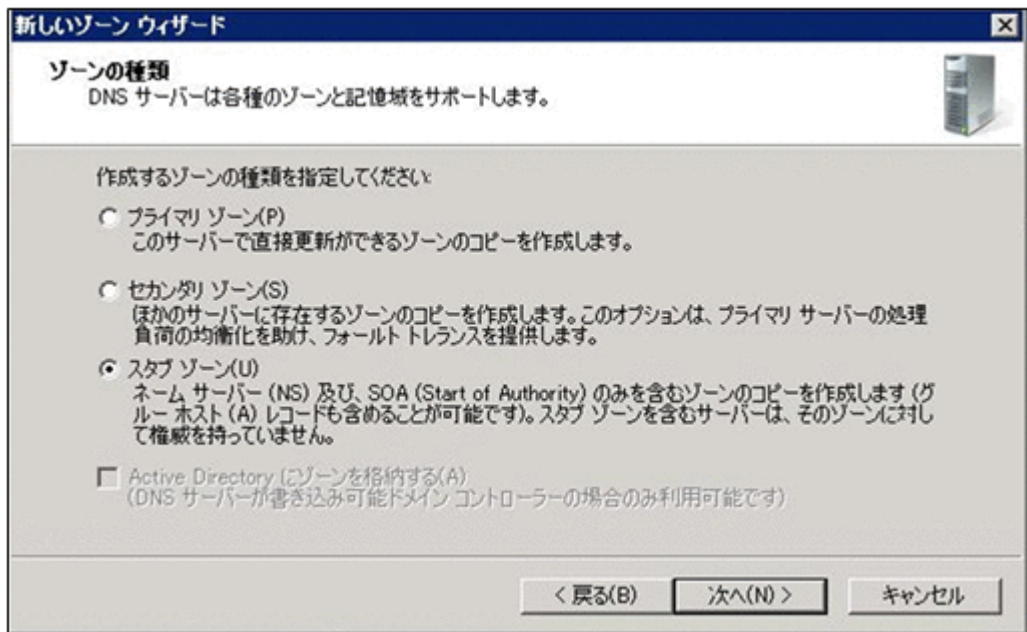 新しいゾーン ウィザード
ゾーンの種類
DNS サーバーは各種のゾーンと記憶域をサポートします。
作成するゾーンの種類を指定してください:
プライマリ ゾーン(P)
このサーバーで直接更新ができるゾーンのコピーを作成します。
セカンダリ ゾーン(S)
ほかのサーバーに存在するゾーンのコピーを作成します。このオプションは、プライマリ サーバーの処理
負荷の均衡化を助け、フォールト トレランスを提供します。
スタブ ゾーン(U)
ネーム サーバー (NS) 及び、SOA (Start of Authority) のみを含むゾーンのコピーを作成します (グ
ルー ホスト (A) レコードも含めることが可能です)。スタブ ゾーンを含むサーバーは、そのゾーンに対し
て権威を持っていません。
Active Directory にゾーンを格納する(A)
(DNS サーバーが書き込み可能ドメイン コントローラーの場合のみ利用可能です)
< 戻る(B)
次へ(N) >
キャンセル